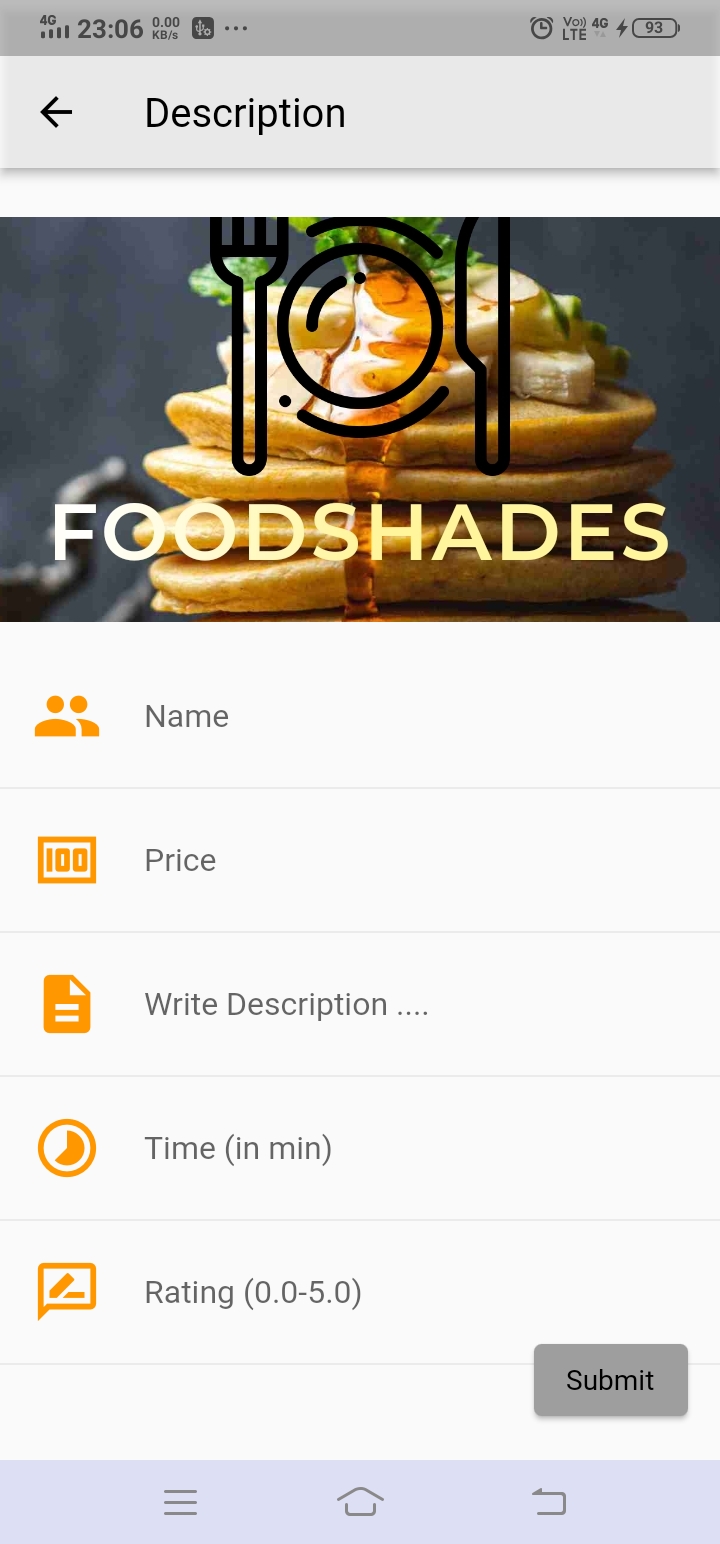 4G 23:06 0.00 KB/s ... Vo)) LTE 4G 93
Description
FOODSHADES
Name
100 Price
Write Description ....
Time (in min)
Rating (0.0-5.0)
Submit